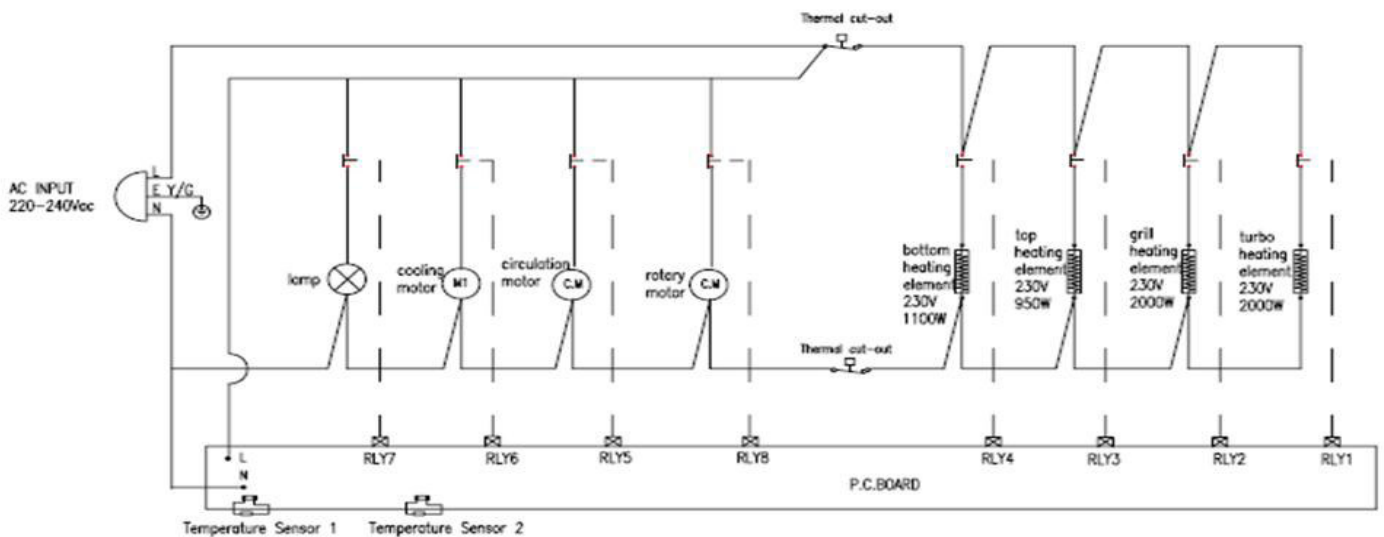 Thermal cut-out
L
AC INPUT
220-240Vac
E Y/G
N
lamp
cooling
motor
M1
circulation
motor
C.M
rotary
motor
C.M
bottom
heating
element
230V
1100W
top
heating
element
230V
950W
grill
heating
element
230V
2000W
turbo
heating
element
230V
2000W
Thermal cut-out
L
N
RLY7
RLY6
RLY5
RLY8
RLY4
RLY3
RLY2
RLY1
P.C.BOARD
Temperature Sensor 1
Temperature Sensor 2